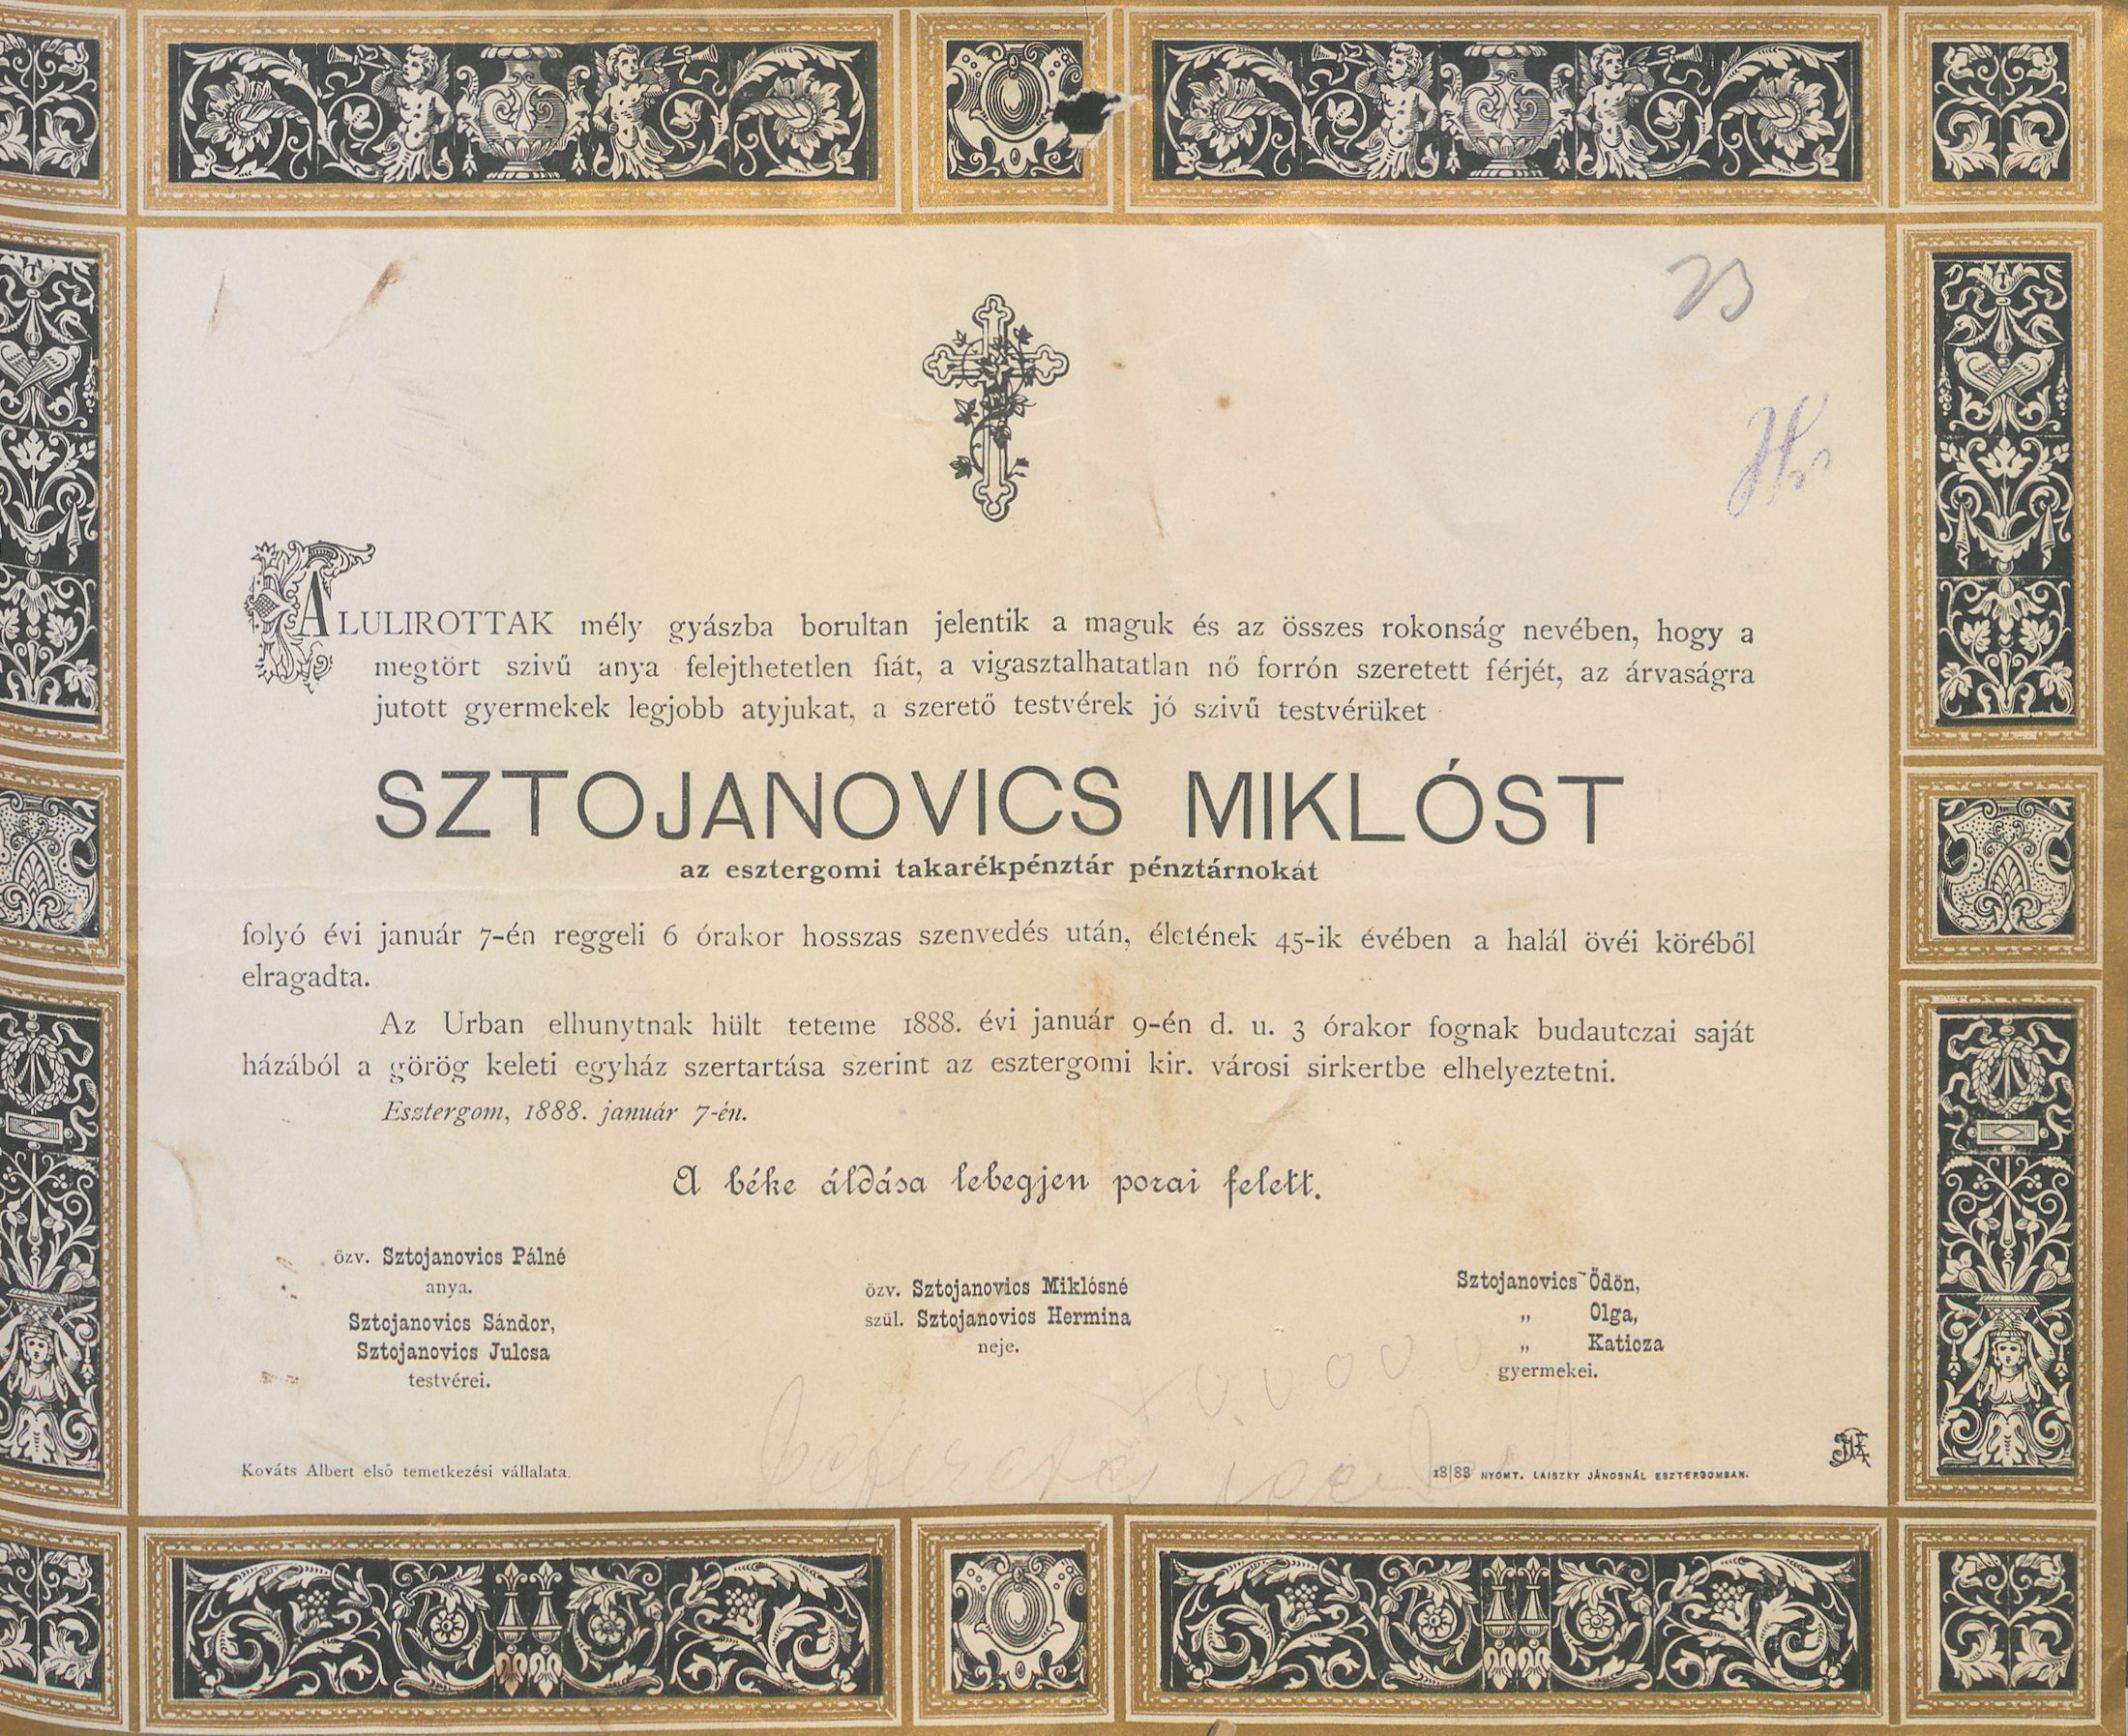 ALULIROTTAK mély gyászba borultan jelentik a maguk és az összes rokonság nevében, hogy a
megtört szivű anya felejthetetlen fiát, a vigasztalhatatlan nő forrón szeretett férjét, az árvaságra
jutott gyermekek legjobb atyjukat, a szerető testvérek jó szivű testvérüket
SZTOJANOVICS MIKLÓST
az esztergomi takarékpénztár pénztárnokát
folyó évi január 7-én reggeli 6 órakor hosszas szenvedés után, életének 45-ik évében a halál övéi köréből
elragadta.
Az Urban elhunytnak hült teteme 1888. évi január 9-én d. u. 3 órakor fognak budautczai saját
házából a görög keleti egyház szertartása szerint az esztergomi kir. városi sirkertbe elhelyeztetni.
Esztergom, 1888. január 7-én.
A béke áldása lebegjen porai felett.
özv. Sztojanovics Pálné
anya.
Sztojanovics Sándor,
Sztojanovics Julcsa
testvérei.
özv. Sztojanovics Miklósné
szül. Sztojanovics Hermina
neje.
Sztojanovics Ödön,
„ Olga,
„ Katicza
gyermekei.
Kováts Albert első temetkezési vállalata.
18|88 NYOMT. LAISZKY JÁNOSNÁL ESZTERGOMBAN.